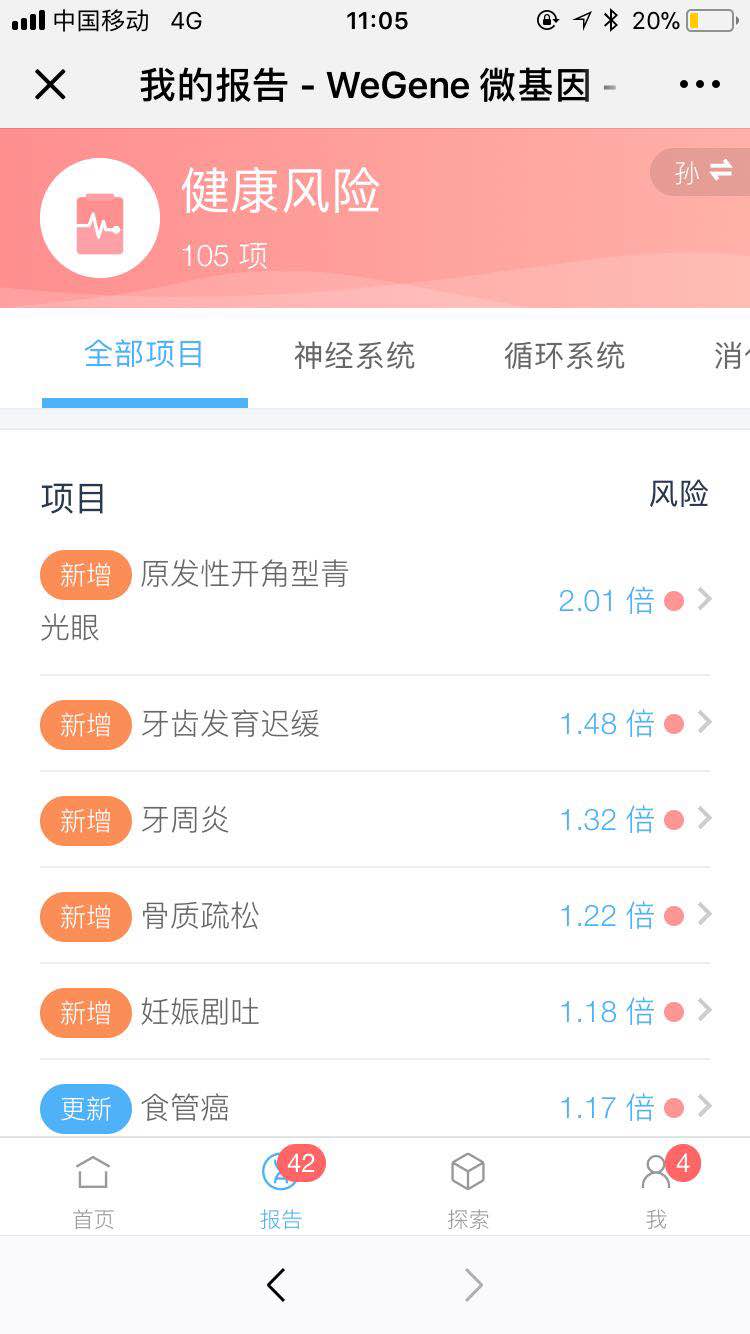 中国移动 4G 11:05 20%
我的报告 - WeGene 微基因 -
健康风险
孙
105 项
全部项目 神经系统 循环系统
项目 风险
新增 原发性开角型青
光眼 2.01 倍
新增 牙齿发育迟缓 1.48 倍
新增 牙周炎 1.32 倍
新增 骨质疏松 1.22 倍
新增 妊娠剧吐 1.18 倍
更新 食管癌 1.17 倍
42 4
首页 报告 探索 我